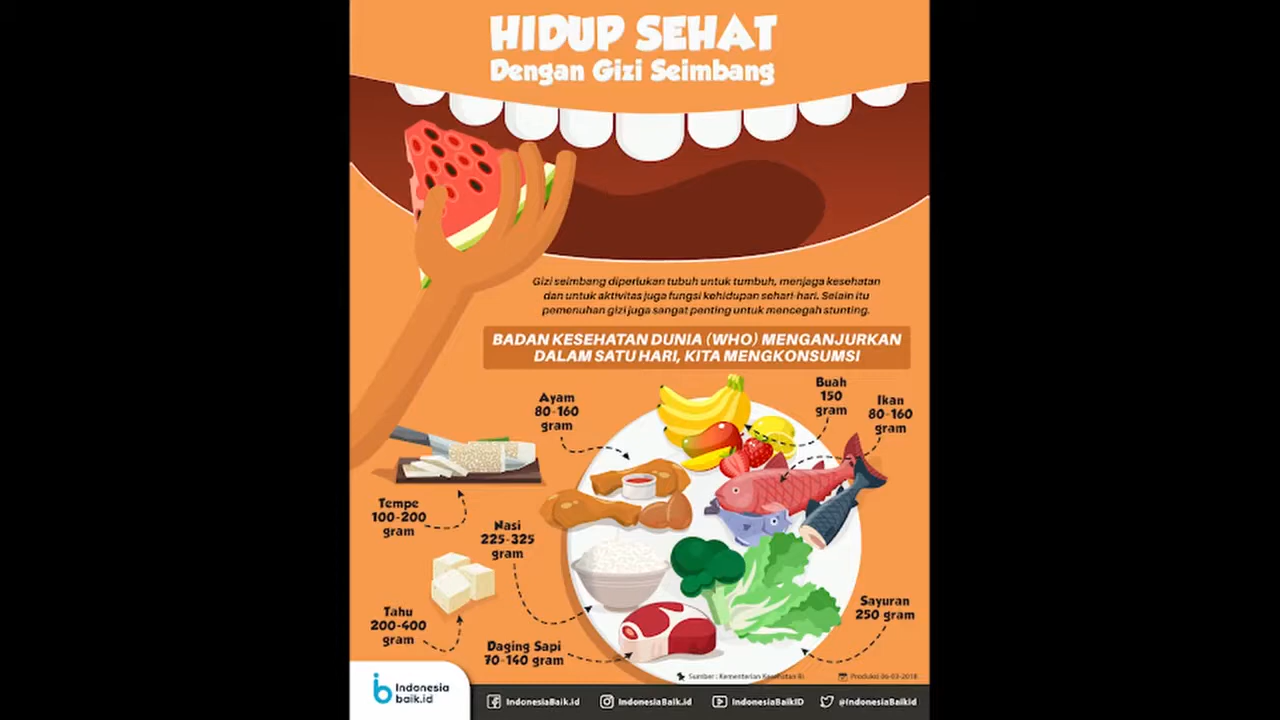 HIDUP SEHAT
Dengan Gizi Seimbang
Gizi seimbang diperlukan tubuh untuk tumbuh, menjaga kesehatan
dan untuk aktivitas juga fungsi kehidupan sehari-hari. Selain itu
pemenuhan gizi juga sangat penting untuk mencegah stunting.
BADAN KESEHATAN DUNIA (WHO) MENGANJURKAN
DALAM SATU HARI, KITA MENGKONSUMSI
Ayam
80-160
gram
Buah
150
gram
Ikan
80-160
gram
Tempe
100-200
gram
Nasi
225-325
gram
Tahu
200-400
gram
Daging Sapi
70-140 gram
Sayuran
250 gram
Sumber : Kementerian Kesehatan RI
Produksi 06-03-2018
Indonesia
baik.id
IndonesiaBaik.id
IndonesiaBaik.id
IndonesiaBaikID
@IndonesiaBaikId